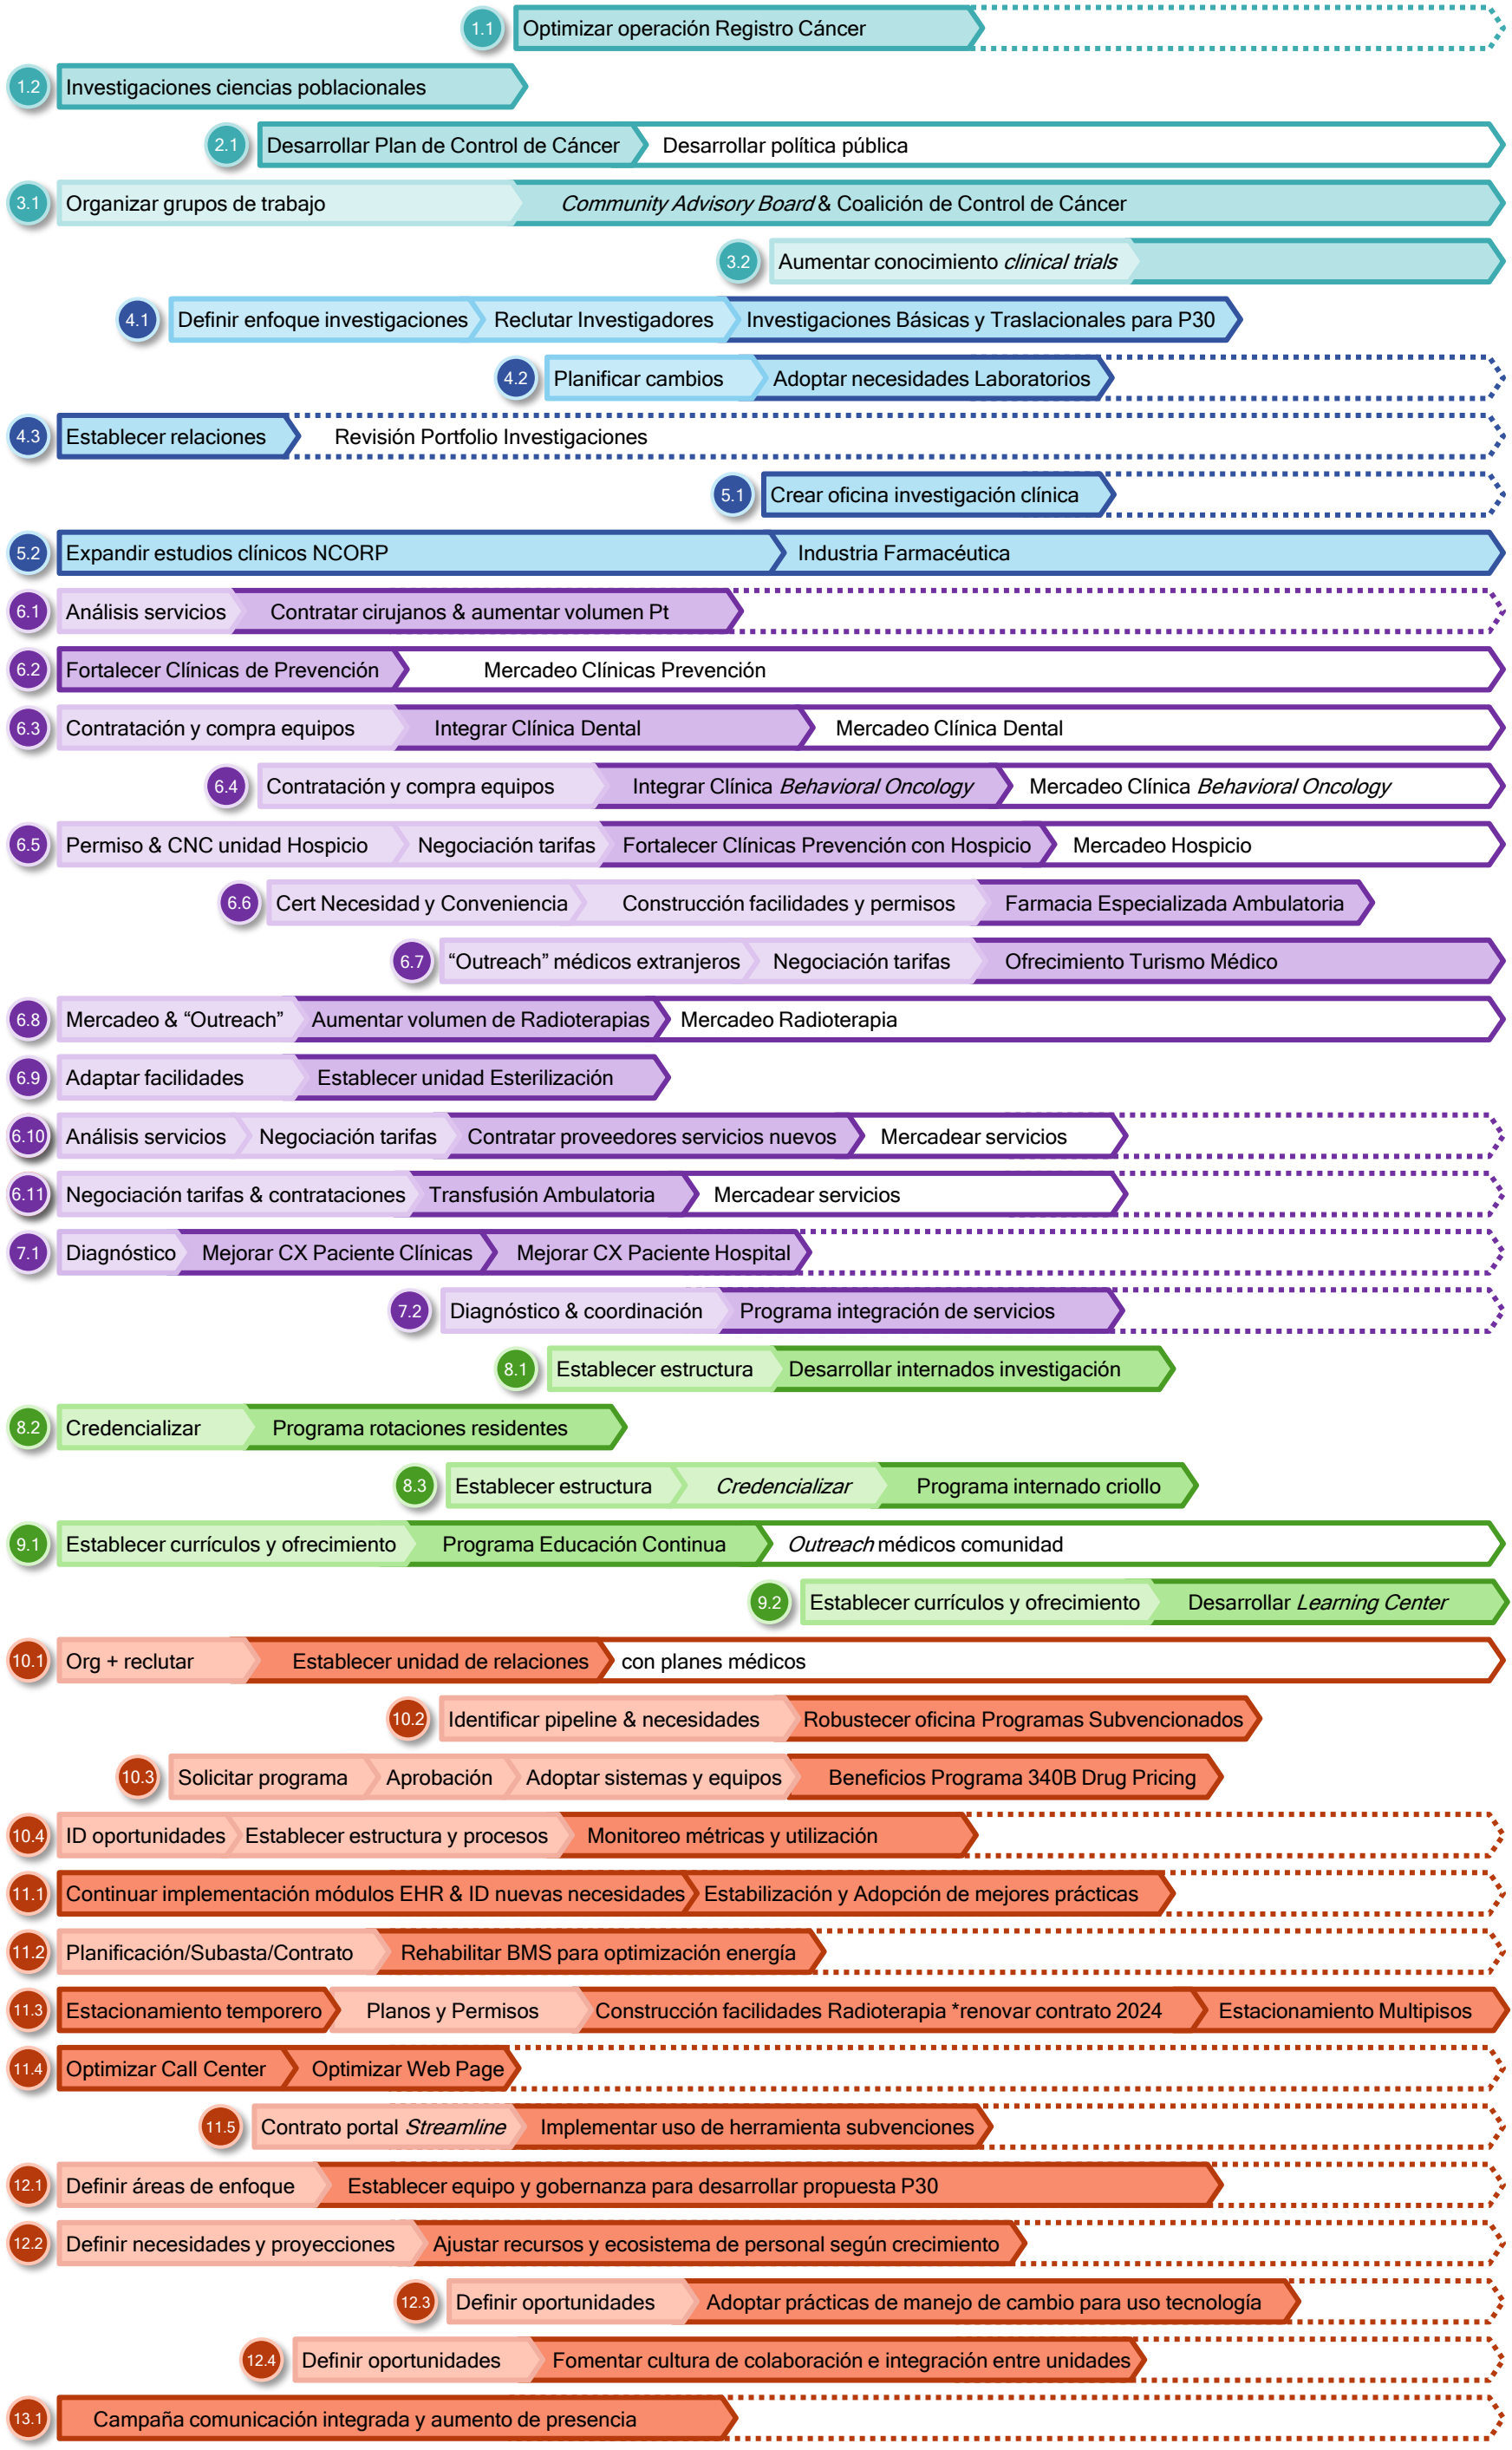 1.1 Optimizar operación Registro Cáncer
1.2 Investigaciones ciencias poblacionales
2.1 Desarrollar Plan de Control de Cáncer Desarrollar política pública
3.1 Organizar grupos de trabajo Community Advisory Board & Coalición de Control de Cáncer
3.2 Aumentar conocimiento clinical trials
4.1 Definir enfoque investigaciones Reclutar Investigadores Investigaciones Básicas y Traslacionales para P30
4.2 Planificar cambios Adoptar necesidades Laboratorios
4.3 Establecer relaciones Revisión Portfolio Investigaciones
5.1 Crear oficina investigación clínica
5.2 Expandir estudios clínicos NCORP Industria Farmacéutica
6.1 Análisis servicios Contratar cirujanos & aumentar volumen Pt
6.2 Fortalecer Clínicas de Prevención Mercadeo Clínicas Prevención
6.3 Contratación y compra equipos Integrar Clínica Dental Mercadeo Clínica Dental
6.4 Contratación y compra equipos Integrar Clínica Behavioral Oncology Mercadeo Clínica Behavioral Oncology
6.5 Permiso & CNC unidad Hospicio Negociación tarifas Fortalecer Clínicas Prevención con Hospicio Mercadeo Hospicio
6.6 Cert Necesidad y Conveniencia Construcción facilidades y permisos Farmacia Especializada Ambulatoria
6.7 “Outreach” médicos extranjeros Negociación tarifas Ofrecimiento Turismo Médico
6.8 Mercadeo & “Outreach” Aumentar volumen de Radioterapias Mercadeo Radioterapia
6.9 Adaptar facilidades Establecer unidad Esterilización
6.10 Análisis servicios Negociación tarifas Contratar proveedores servicios nuevos Mercadear servicios
6.11 Negociación tarifas & contrataciones Transfusión Ambulatoria Mercadear servicios
7.1 Diagnóstico Mejorar CX Paciente Clínicas Mejorar CX Paciente Hospital
7.2 Diagnóstico & coordinación Programa integración de servicios
8.1 Establecer estructura Desarrollar internados investigación
8.2 Credencializar Programa rotaciones residentes
8.3 Establecer estructura Credencializar Programa internado criollo
9.1 Establecer currículos y ofrecimiento Programa Educación Continua Outreach médicos comunidad
9.2 Establecer currículos y ofrecimiento Desarrollar Learning Center
10.1 Org + reclutar Establecer unidad de relaciones con planes médicos
10.2 Identificar pipeline & necesidades Robustecer oficina Programas Subvencionados
10.3 Solicitar programa Aprobación Adoptar sistemas y equipos Beneficios Programa 340B Drug Pricing
10.4 ID oportunidades Establecer estructura y procesos Monitoreo métricas y utilización
11.1 Continuar implementación módulos EHR & ID nuevas necesidades Estabilización y Adopción de mejores prácticas
11.2 Planificación/Subasta/Contrato Rehabilitar BMS para optimización energía
11.3 Estacionamiento temporero Planos y Permisos Construcción facilidades Radioterapia *renovar contrato 2024 Estacionamiento Multipisos
11.4 Optimizar Call Center Optimizar Web Page
11.5 Contrato portal Streamline Implementar uso de herramienta subvenciones
12.1 Definir áreas de enfoque Establecer equipo y gobernanza para desarrollar propuesta P30
12.2 Definir necesidades y proyecciones Ajustar recursos y ecosistema de personal según crecimiento
12.3 Definir oportunidades Adoptar prácticas de manejo de cambio para uso tecnología
12.4 Definir oportunidades Fomentar cultura de colaboración e integración entre unidades
13.1 Campaña comunicación integrada y aumento de presencia